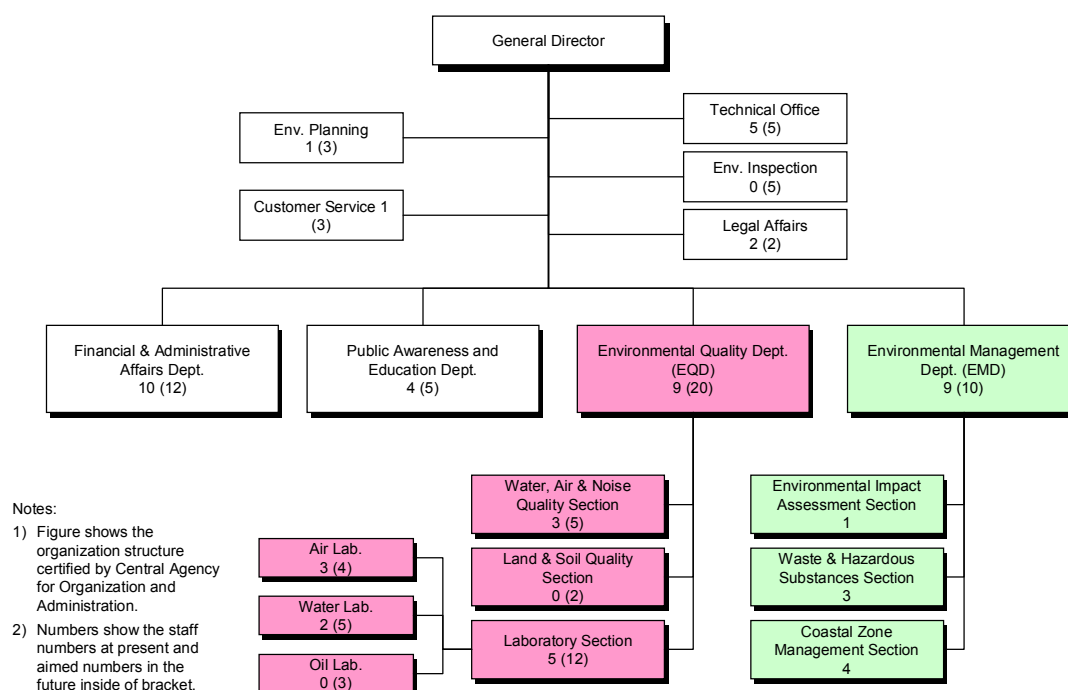 General Director
Env. Planning
1 (3)
Technical Office
5 (5)
Env. Inspection
0 (5)
Customer Service 1
(3)
Legal Affairs
2 (2)
Financial & Administrative
Affairs Dept.
10 (12)
Public Awareness and
Education Dept.
4 (5)
Environmental Quality Dept.
(EQD)
9 (20)
Environmental Management
Dept. (EMD)
9 (10)
Water, Air & Noise
Quality Section
3 (5)
Land & Soil Quality
Section
0 (2)
Laboratory Section
5 (12)
Air Lab.
3 (4)
Water Lab.
2 (5)
Oil Lab.
0 (3)
Environmental Impact
Assessment Section
1
Waste & Hazardous
Substances Section
3
Coastal Zone
Management Section
4
Notes:
1) Figure shows the
organization structure
certified by Central Agency
for Organization and
Administration.
2) Numbers show the staff
numbers at present and
aimed numbers in the
future inside of bracket.